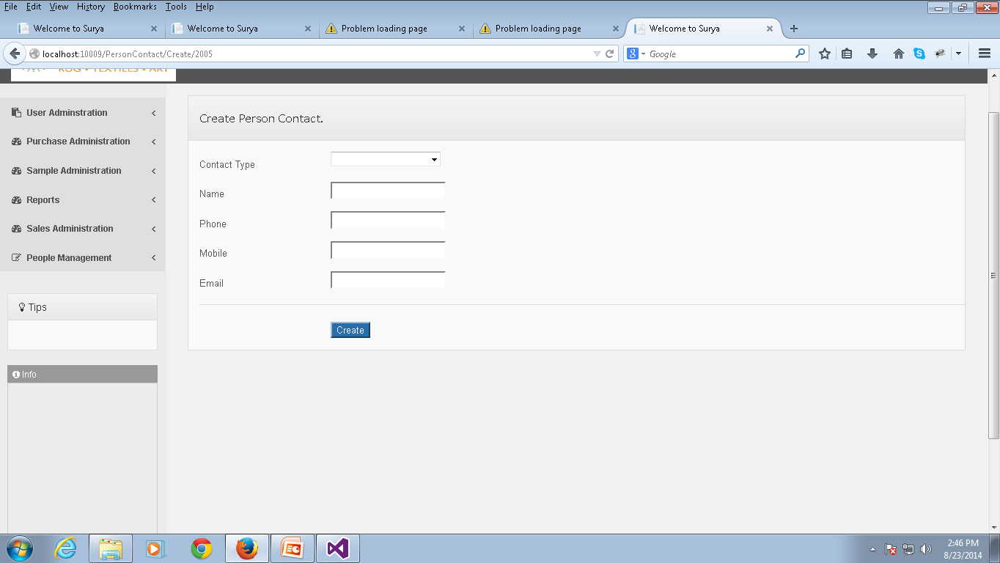 File Edit View History Bookmarks Tools Help
Welcome to Surya
Welcome to Surya
Problem loading page
Problem loading page
Welcome to Surya
localhost:10009/PersonContact/Create/2005
Google
RUG • TEXTILES • ART
User Adminstration
Purchase Administration
Sample Administration
Reports
Sales Administration
People Management
Tips
Info
Create Person Contact.
Contact Type
Name
Phone
Mobile
Email
Create
2:46 PM
8/23/2014